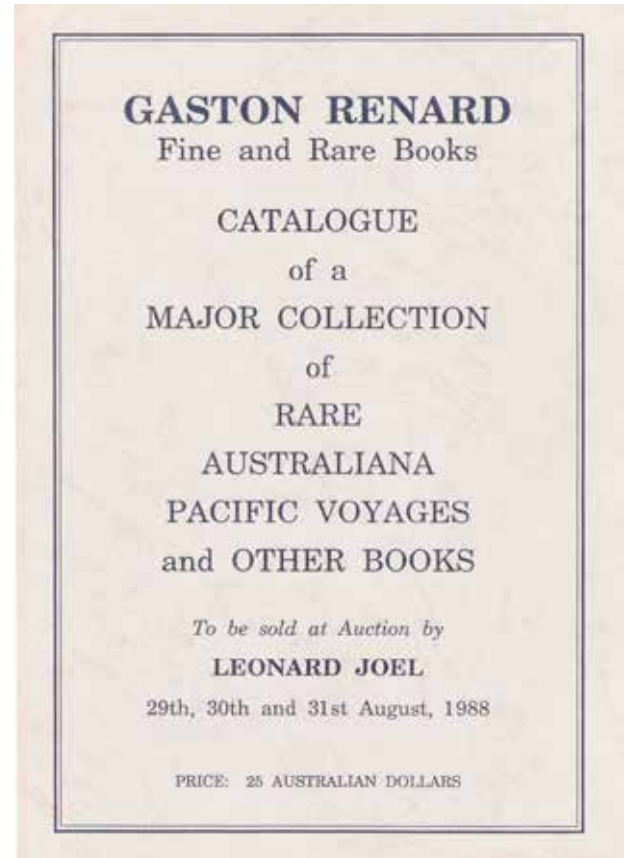 GASTON RENARD
Fine and Rare Books
CATALOGUE
of a
MAJOR COLLECTION
of
RARE
AUSTRALIANA
PACIFIC VOYAGES
and OTHER BOOKS
To be sold at Auction by
LEONARD JOEL
29th, 30th and 31st August, 1988
PRICE: 25 AUSTRALIAN DOLLARS